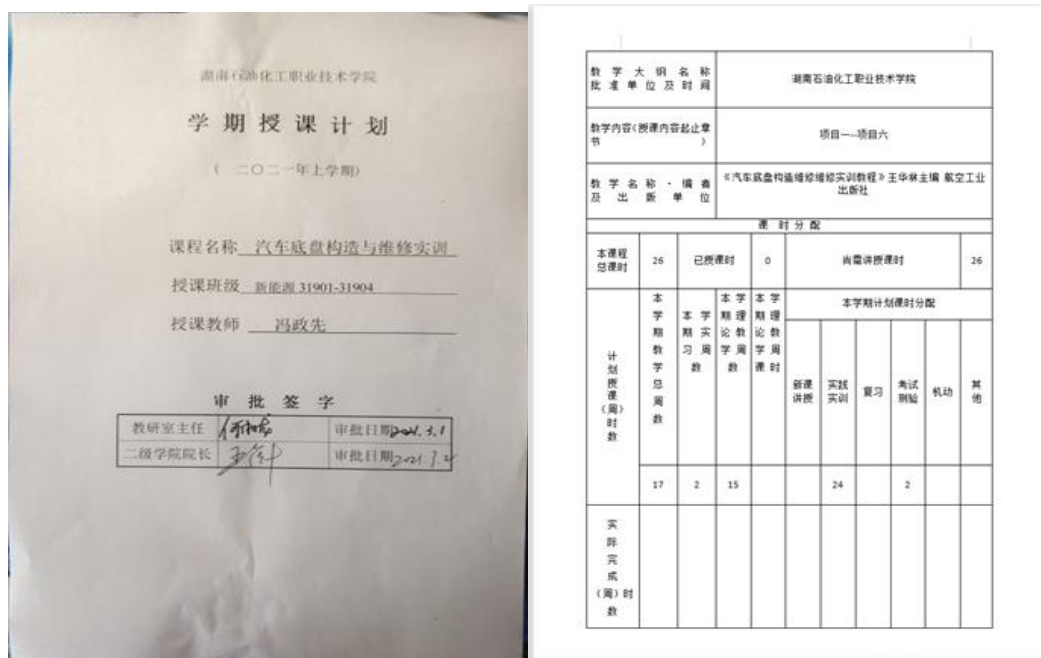 湖南石油化工职业技术学院
学期授课计划
( 二〇二一年上学期)
课程名称 汽车底盘构造与维修实训
授课班级 新能源 31901-31904
授课教师 冯政先
审批签字
教研室主任 审批日期 2021.3.1
二级学院院长 审批日期 2021.3.2
教学大纲名称
批准单位及时间
湖南石油化工职业技术学院
教学内容(授课内容起止章
节 )
项目一--项目六
教学名称·编者
及出版单位
《汽车底盘构造维修维修实训教程》王华林主编 航空工业
出版社
课时分配
本课程
总课时
26
已授课时
0
尚需讲授课时
26
计划授课(周)时数
本学期教学总周数
本学期实习周数
本学期理论教学周数
本学期理论教学周课时
本学期计划课时分配
新课
讲授
实践
实训
复习
考试
测验
机动
其他
17 2 15 24 2
实际完成(周)时数